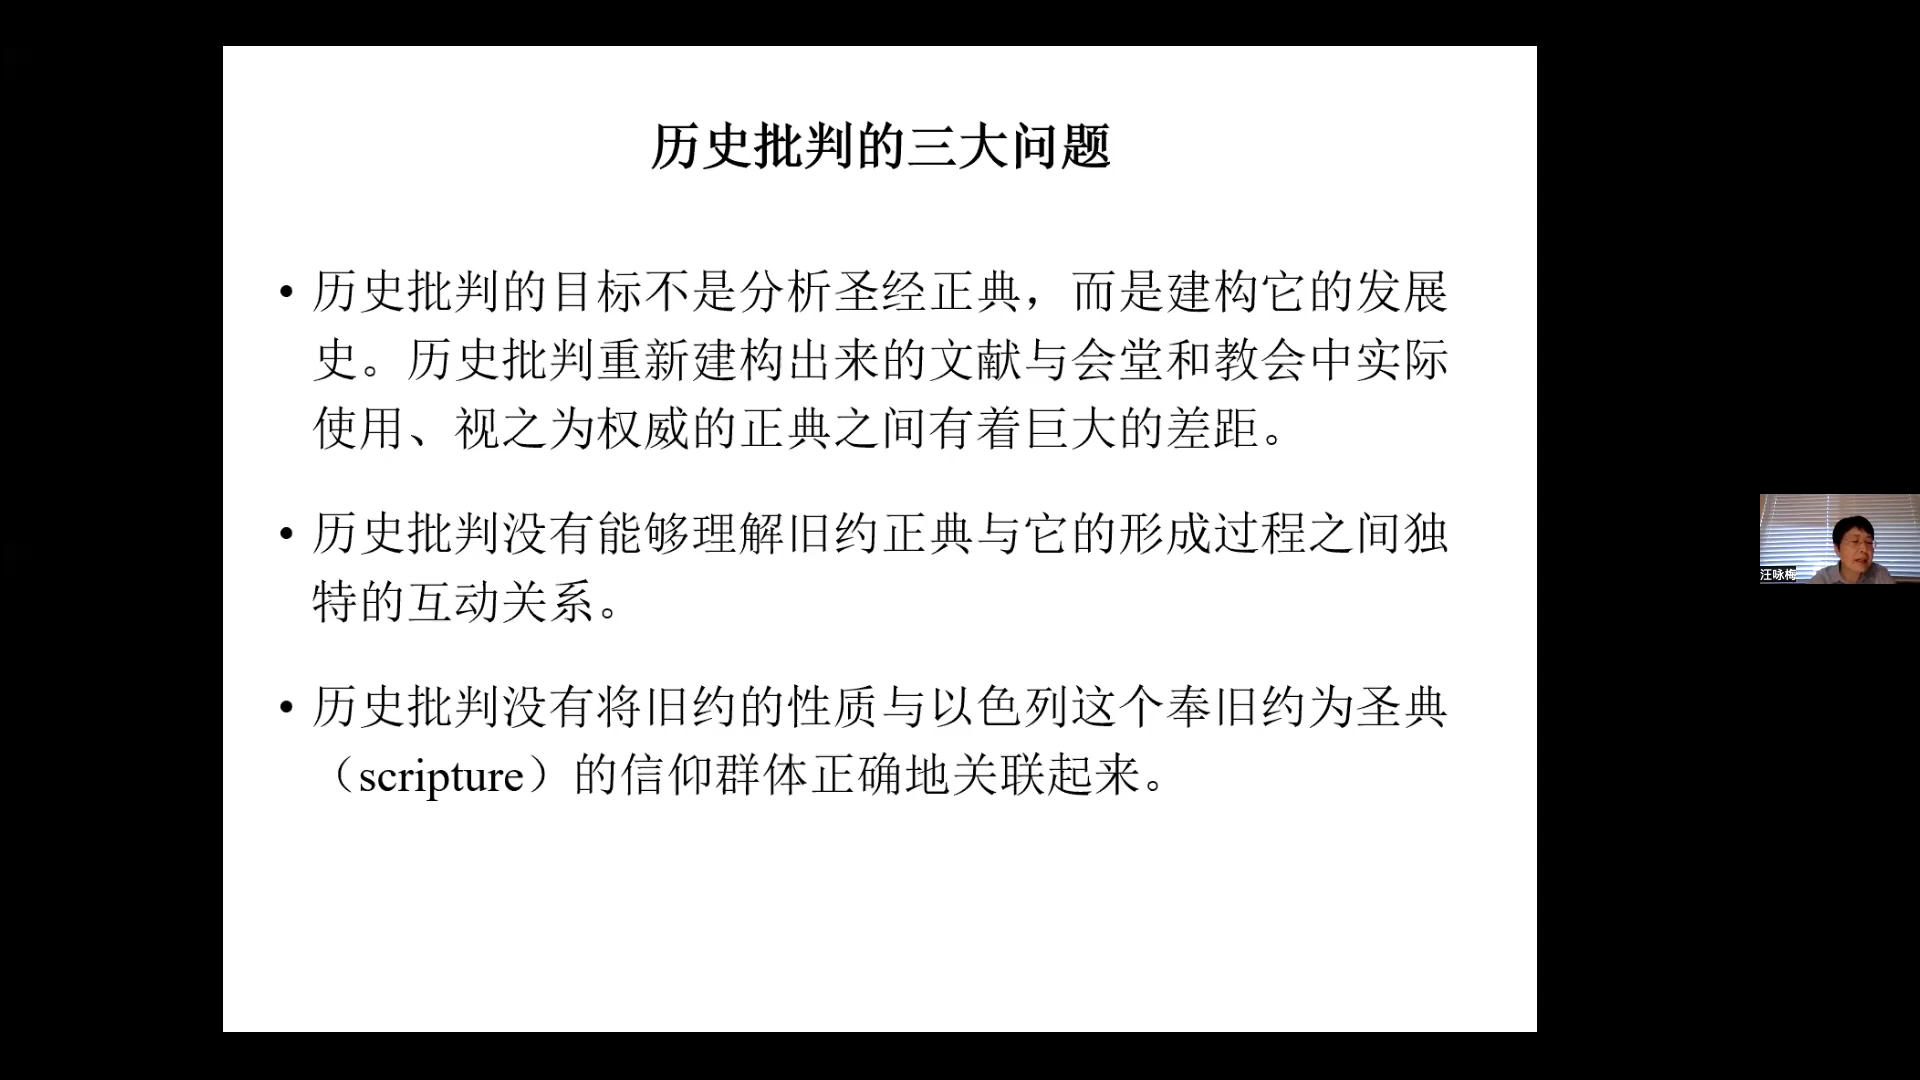 历史批判的三大问题
• 历史批判的目标不是分析圣经正典，而是建构它的发展
史。历史批判重新建构出来的文献与会堂和教会中实际
使用、视之为权威的正典之间有着巨大的差距。
• 历史批判没有能够理解旧约正典与它的形成过程之间独
特的互动关系。
• 历史批判没有将旧约的性质与以色列这个奉旧约为圣典
（scripture）的信仰群体正确地关联起来。
汪咏梅